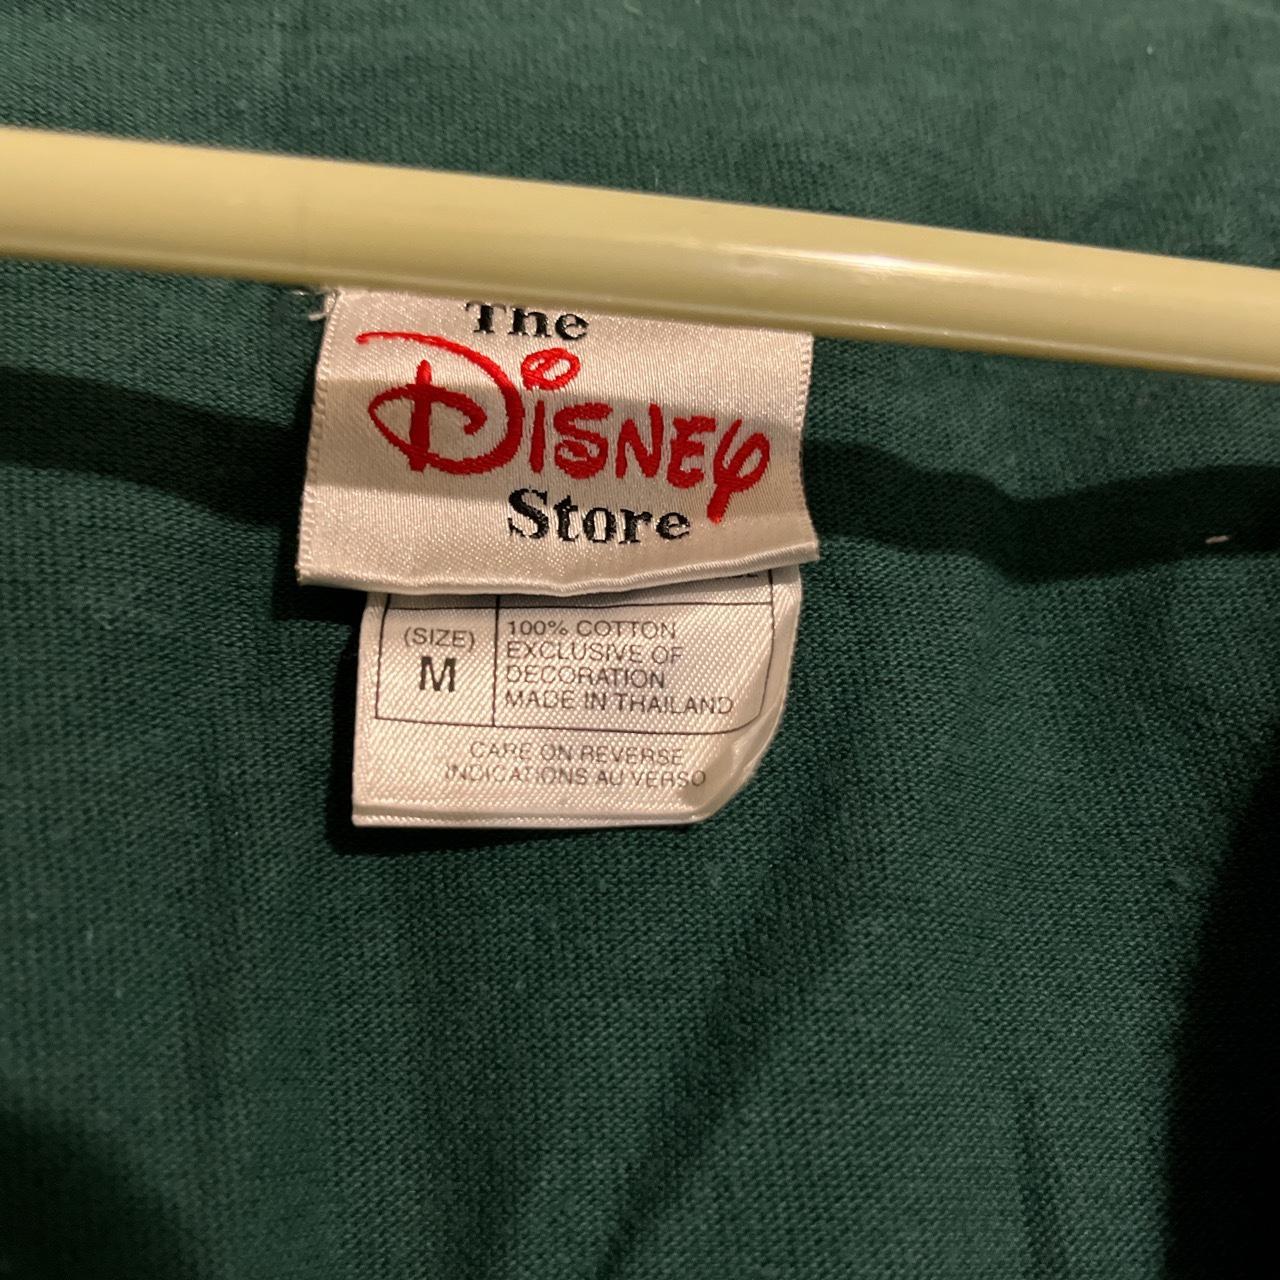 The
Disney
Store
(SIZE)
M
100% COTTON
EXCLUSIVE OF
DECORATION
MADE IN THAILAND
CARE ON REVERSE
INDICATIONS AU VERSO